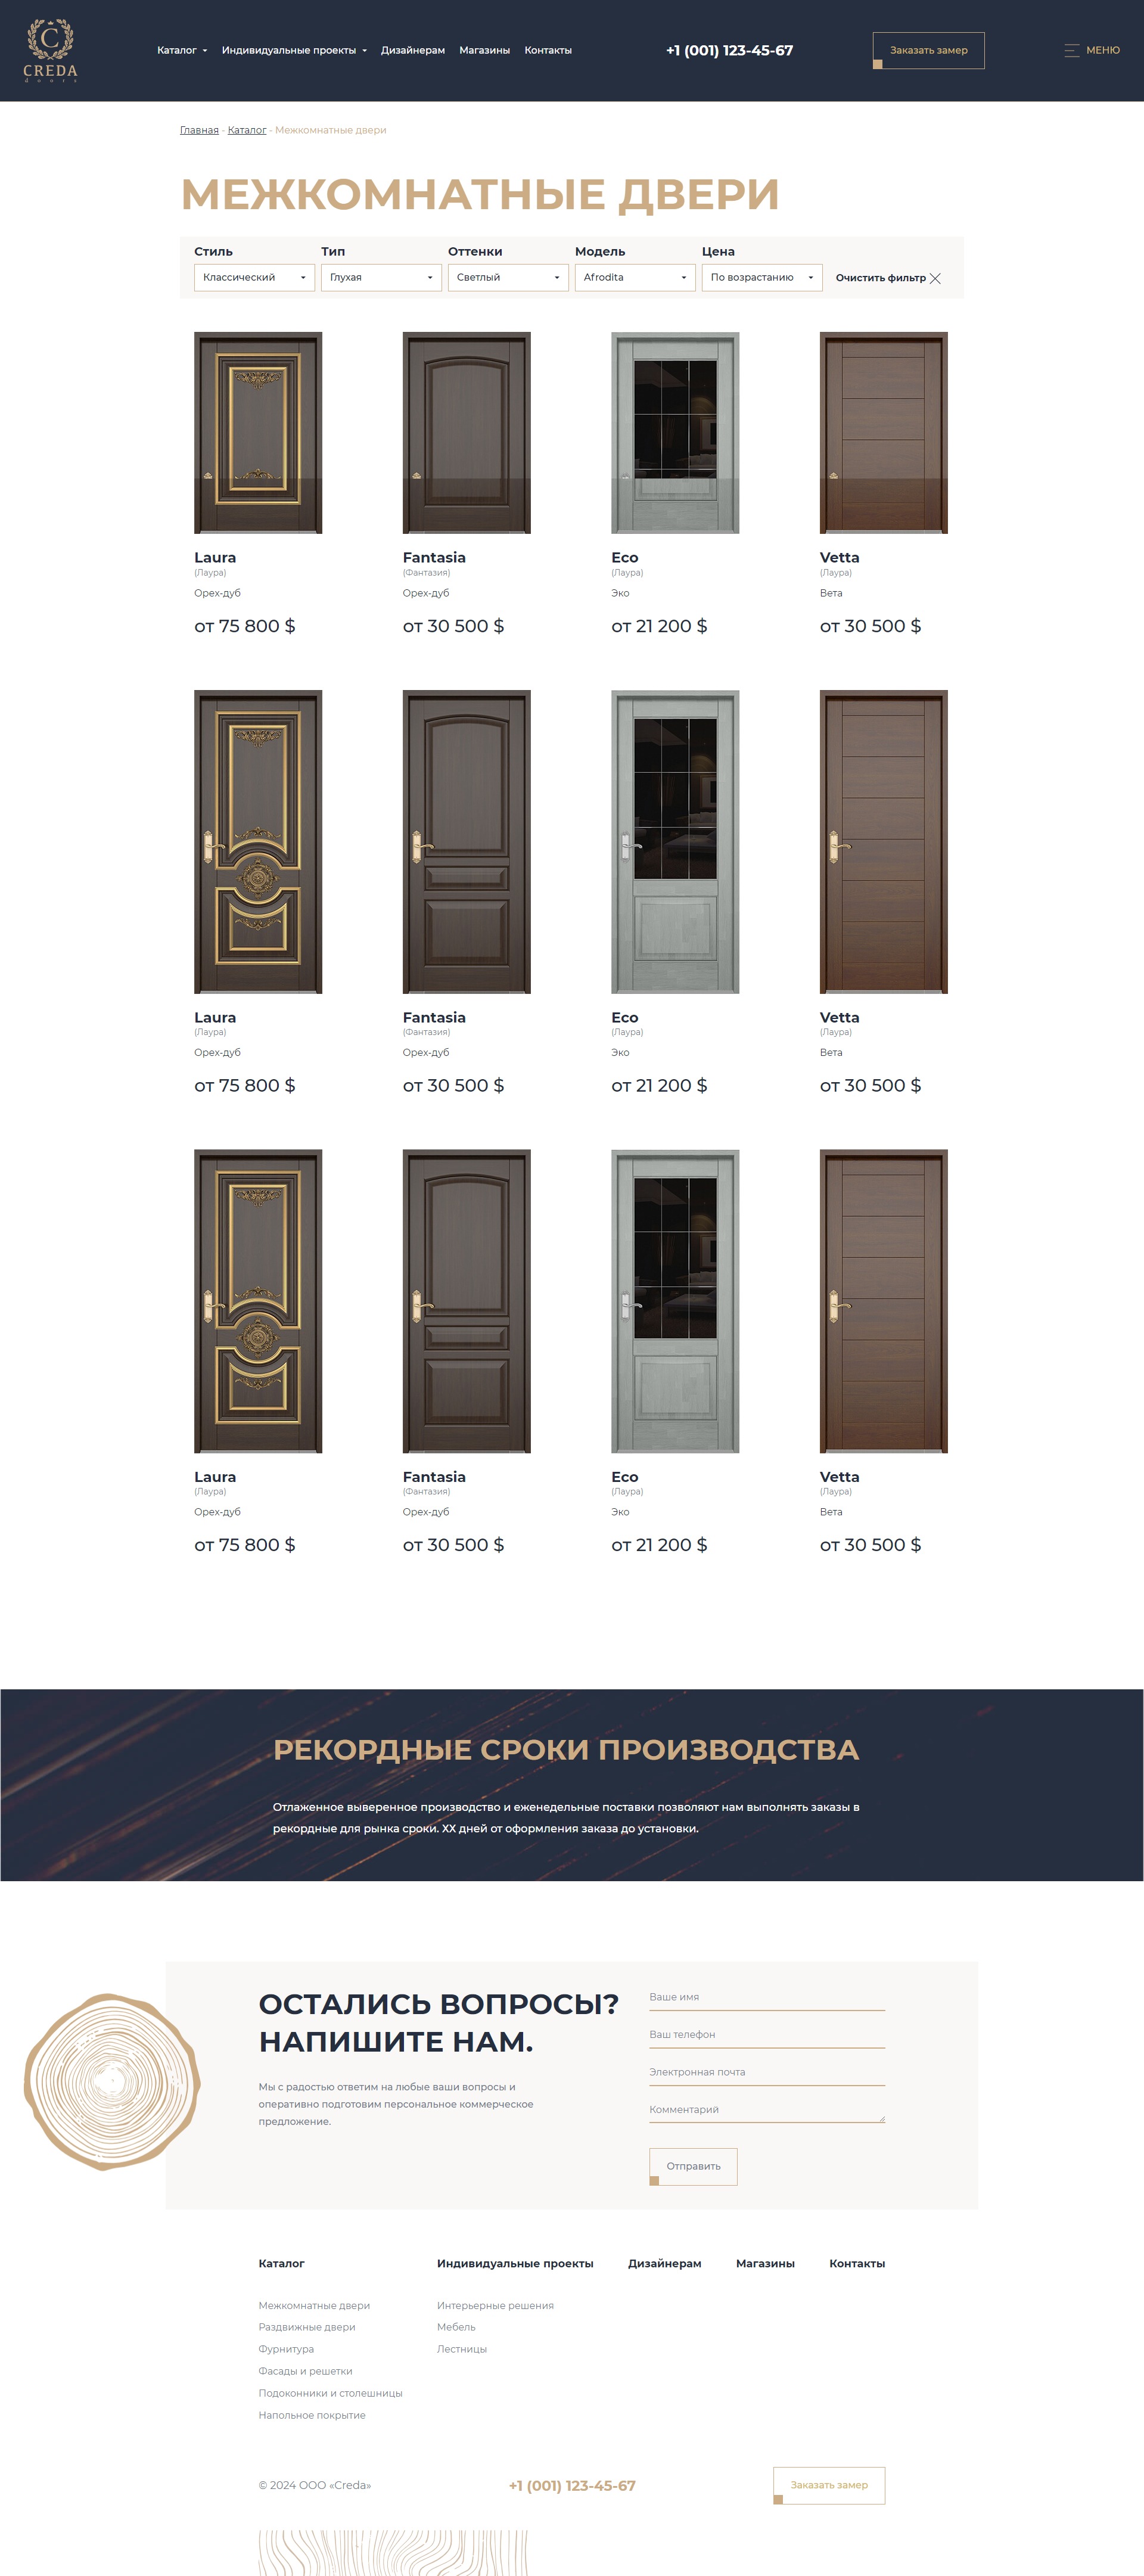 C
CREDA
doors
Каталог
Индивидуальные проекты
Дизайнерам
Магазины
Контакты
+1 (001) 123-45-67
Заказать замер
МЕНЮ
Главная - Каталог - Межкомнатные двери
МЕЖКОМНАТНЫЕ ДВЕРИ
Стиль
Тип
Оттенки
Модель
Цена
Классический
Глухая
Светлый
Afrodita
По возрастанию
Очистить фильтр
Laura
(Лаура)
Орех-дуб
от 75 800 $
Fantasia
(Фантазия)
Орех-дуб
от 30 500 $
Eco
(Лаура)
Эко
от 21 200 $
Vetta
(Лаура)
Вета
от 30 500 $
Laura
(Лаура)
Орех-дуб
от 75 800 $
Fantasia
(Фантазия)
Орех-дуб
от 30 500 $
Eco
(Лаура)
Эко
от 21 200 $
Vetta
(Лаура)
Вета
от 30 500 $
Laura
(Лаура)
Орех-дуб
от 75 800 $
Fantasia
(Фантазия)
Орех-дуб
от 30 500 $
Eco
(Лаура)
Эко
от 21 200 $
Vetta
(Лаура)
Вета
от 30 500 $
РЕКОРДНЫЕ СРОКИ ПРОИЗВОДСТВА
Отлаженное выверенное производство и еженедельные поставки позволяют нам выполнять заказы в
рекордные для рынка сроки. XX дней от оформления заказа до установки.
ОСТАЛИСЬ ВОПРОСЫ?
НАПИШИТЕ НАМ.
Мы с радостью ответим на любые ваши вопросы и
оперативно подготовим персональное коммерческое
предложение.
Ваше имя
Ваш телефон
Электронная почта
Комментарий
Отправить
Каталог
Межкомнатные двери
Раздвижные двери
Фурнитура
Фасады и решетки
Подоконники и столешницы
Напольное покрытие
Индивидуальные проекты
Интерьерные решения
Мебель
Лестницы
Дизайнерам
Магазины
Контакты
© 2024 ООО «Creda»
+1 (001) 123-45-67
Заказать замер